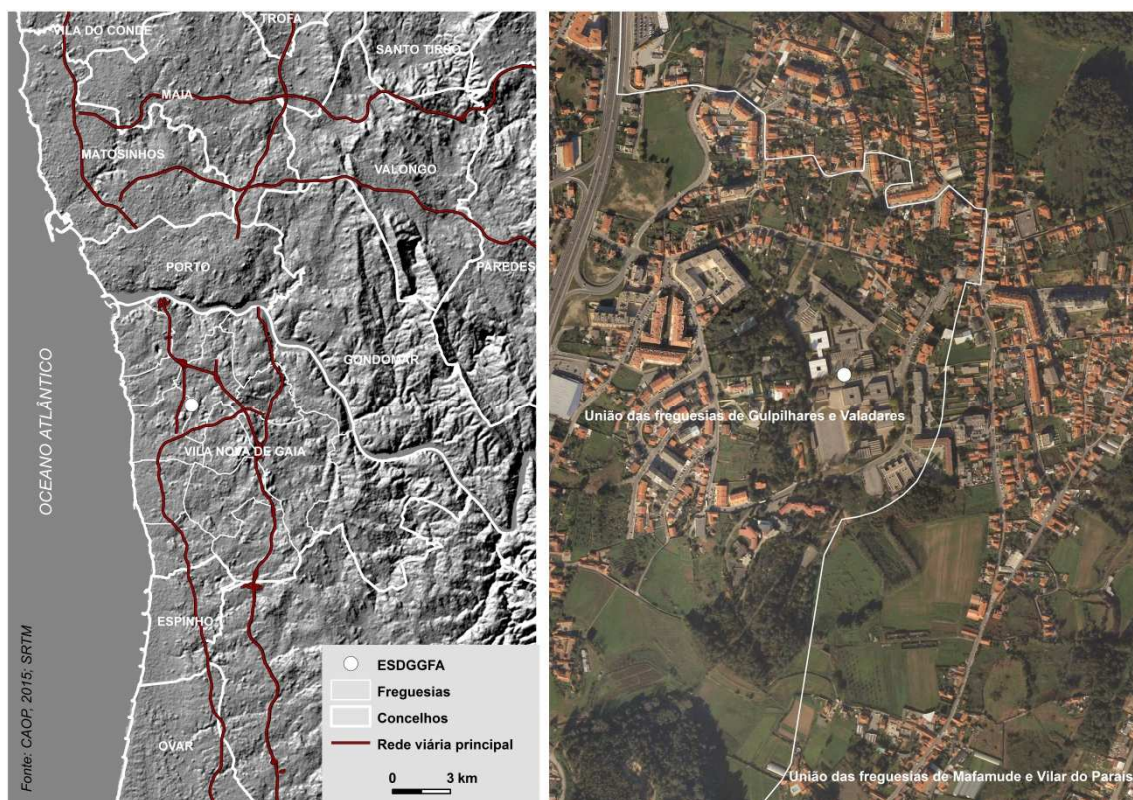 VILA DO CONDE
TROFA
SANTO TIRSO
MAIA
MATOSINHOS
VALONGO
PORTO
PAREDES
GONDOMAR
OCEANO ATLÂNTICO
VILA NOVA DE GAIA
ESPINHO
OVAR
Fonte: CAOP, 2015; SRTM
ESDGGFA
Freguesias
Concelhos
Rede viária principal
0 3 km
União das freguesias de Gulpilhares e Valadares
União das freguesias de Mafamude e Vilar do Parais